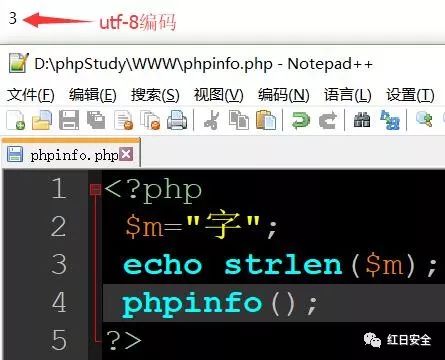 3 utf-8编码
D:\phpStudy\WWW\phpinfo.php - Notepad++
文件(F) 编辑(E) 搜索(S) 视图(V) 编码(N) 语言(L) 设置(T)
phpinfo.php
1 <?php
2 $m="字";
3 echo strlen($m);
4 phpinfo();
5 ?>
红日安全